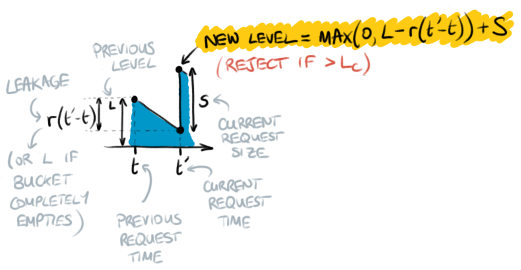 NEW LEVEL = MAX(0, L-r(t'-t)) + S
(REJECT IF > Lc)
PREVIOUS
LEVEL
LEAKAGE
r(t'-t)
L
S
(OR L IF
BUCKET
COMPLETELY
EMPTIES)
CURRENT
REQUEST
SIZE
t
t'
PREVIOUS
REQUEST
TIME
CURRENT
REQUEST
TIME